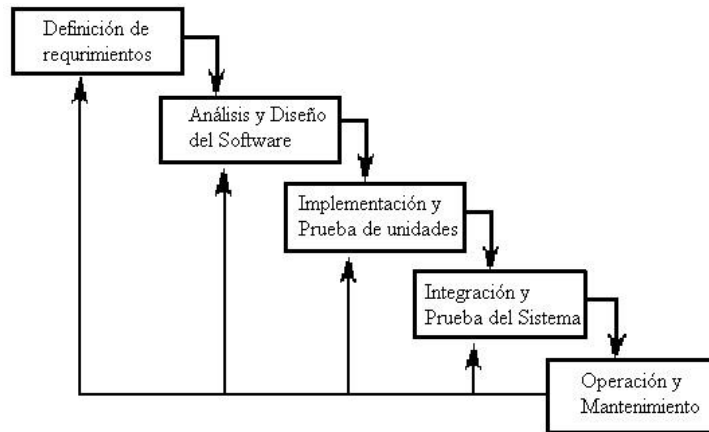 Definición de
requrimientos
Análisis y Diseño
del Software
Implementación y
Prueba de unidades
Integración y
Prueba del Sistema
Operación y
Mantenimiento